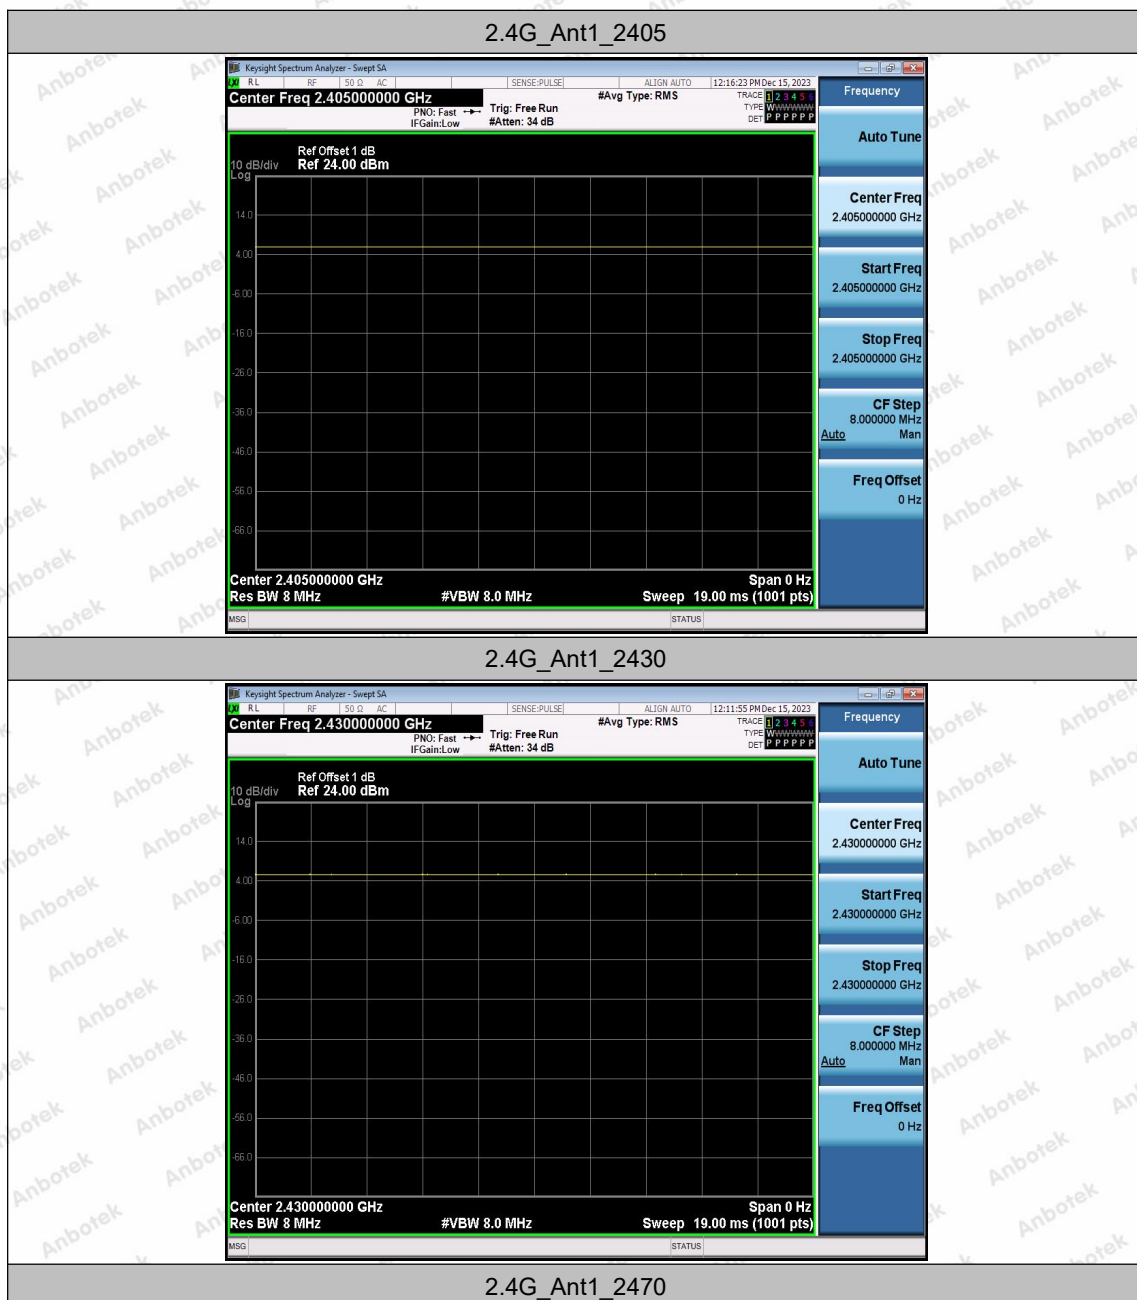 2.4G_Ant1_2405
Keysight Spectrum Analyzer - Swept SA
RL RF 50 Ω AC SENSE:PULSE ALIGN AUTO 12:16:23 PM Dec 15, 2023
Center Freq 2.405000000 GHz
PNO: Fast
IFGain:Low
Trig: Free Run
#Atten: 34 dB
#Avg Type: RMS
TRACE 1 2 3 4 5 6
TYPE W
DET P P P P P P
Ref Offset 1 dB
10 dB/div Ref 24.00 dBm
Log
14.0
4.00
-6.00
-16.0
-26.0
-36.0
-46.0
-56.0
-66.0
Center 2.405000000 GHz Span 0 Hz
Res BW 8 MHz #VBW 8.0 MHz Sweep 19.00 ms (1001 pts)
MSG STATUS
Frequency
Auto Tune
Center Freq
2.405000000 GHz
Start Freq
2.405000000 GHz
Stop Freq
2.405000000 GHz
CF Step
8.000000 MHz
Auto Man
Freq Offset
0 Hz
2.4G_Ant1_2430
Keysight Spectrum Analyzer - Swept SA
RL RF 50 Ω AC SENSE:PULSE ALIGN AUTO 12:11:55 PM Dec 15, 2023
Center Freq 2.430000000 GHz
PNO: Fast
IFGain:Low
Trig: Free Run
#Atten: 34 dB
#Avg Type: RMS
TRACE 1 2 3 4 5 6
TYPE W
DET P P P P P P
Ref Offset 1 dB
10 dB/div Ref 24.00 dBm
Log
14.0
4.00
-6.00
-16.0
-26.0
-36.0
-46.0
-56.0
-66.0
Center 2.430000000 GHz Span 0 Hz
Res BW 8 MHz #VBW 8.0 MHz Sweep 19.00 ms (1001 pts)
MSG STATUS
Frequency
Auto Tune
Center Freq
2.430000000 GHz
Start Freq
2.430000000 GHz
Stop Freq
2.430000000 GHz
CF Step
8.000000 MHz
Auto Man
Freq Offset
0 Hz
2.4G_Ant1_2470